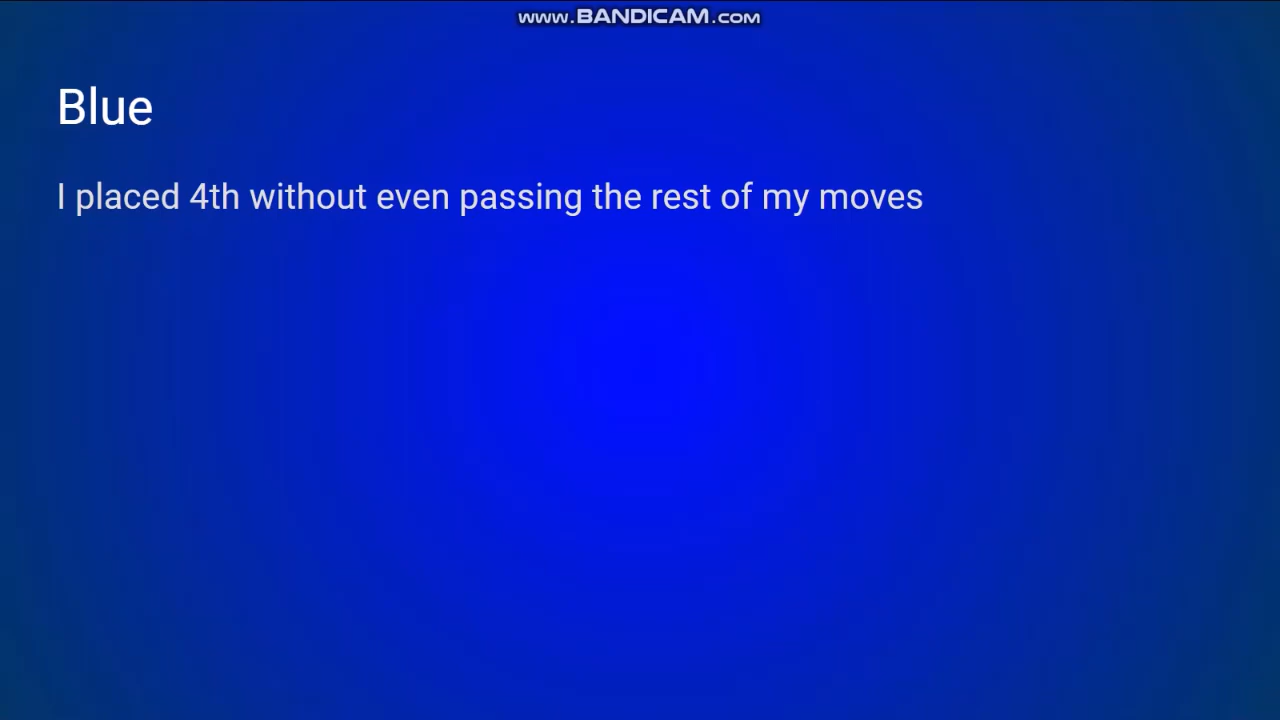 www.BANDICAM.com
Blue
I placed 4th without even passing the rest of my moves